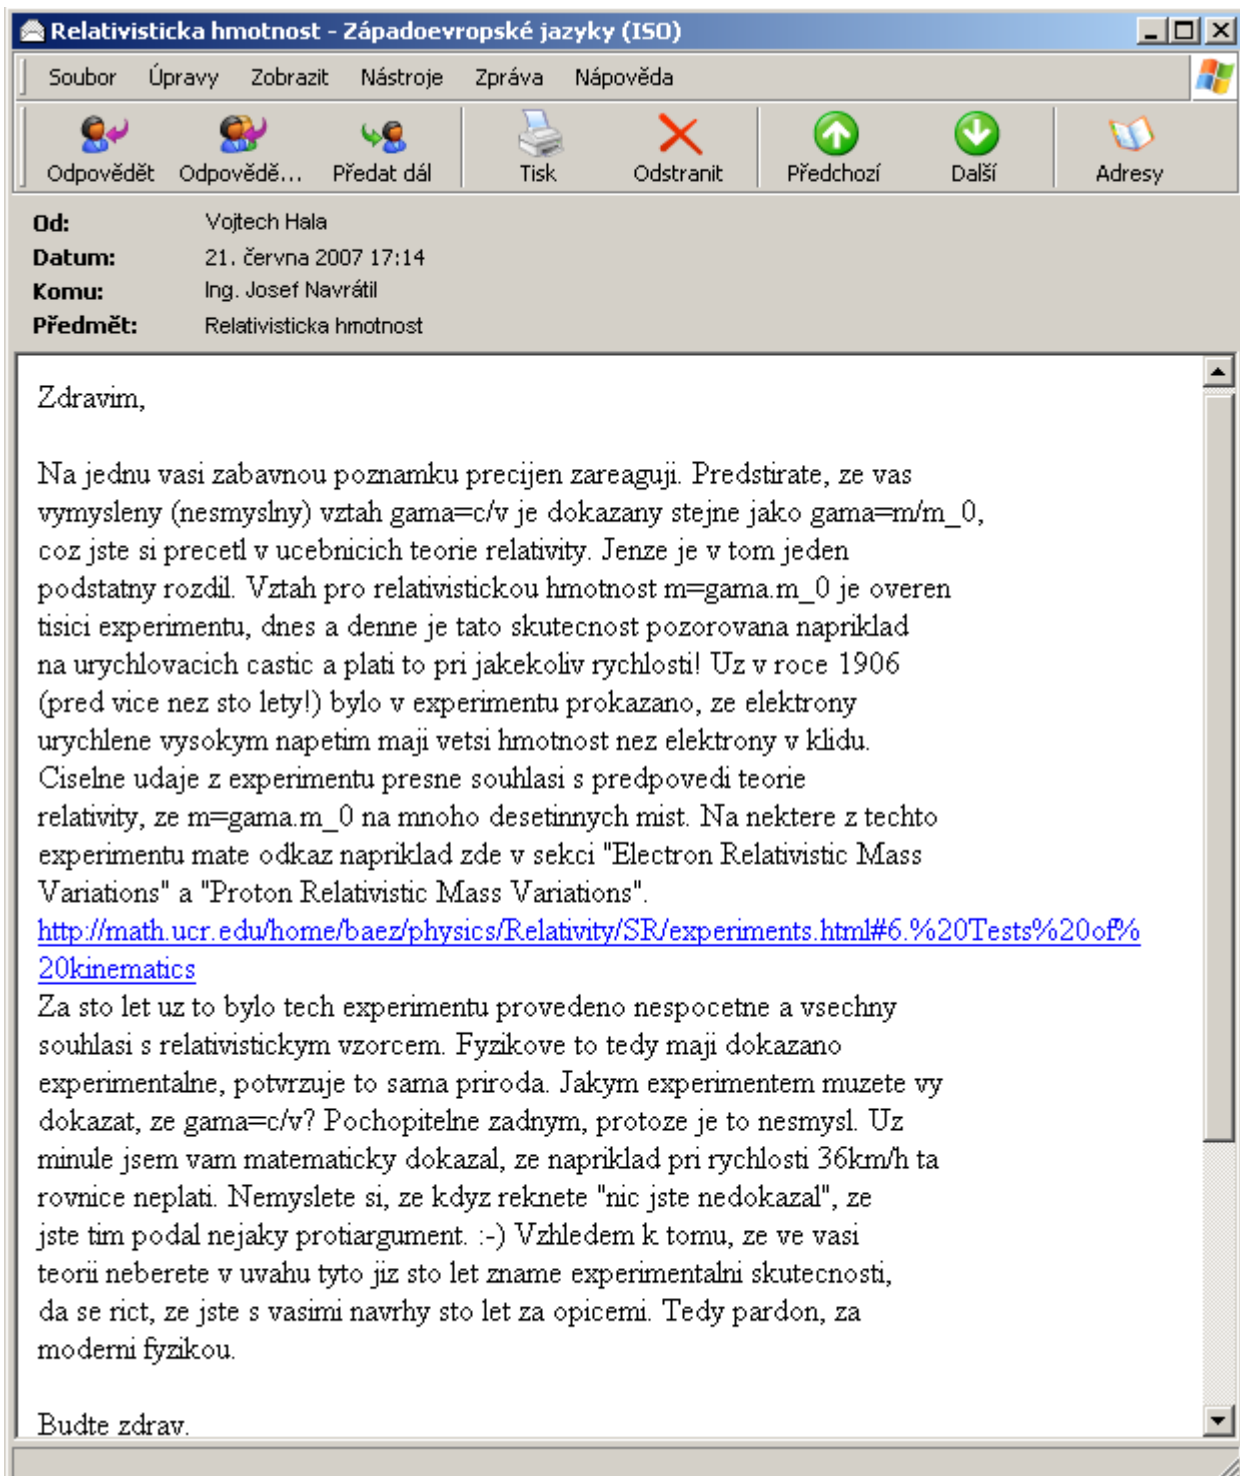 Relativisticka hmotnost - Západoevropské jazyky (ISO)
Soubor Úpravy Zobrazit Nástroje Zpráva Nápověda
Odpovědět Odpovědě... Předat dál Tisk Odstranit Předchozí Další Adresy
Od: Vojtech Hala
Datum: 21. června 2007 17:14
Komu: Ing. Josef Navrátil
Předmět: Relativisticka hmotnost
Zdravim,
Na jednu vasi zabavnou poznamku precijen zareaguji. Predstirate, ze vas
vymysleny (nesmyslny) vztah gama=c/v je dokazany stejne jako gama=m/m_0,
coz jste si precetl v ucebnicich teorie relativity. Jenze je v tom jeden
podstatny rozdil. Vztah pro relativistickou hmotnost m=gama.m_0 je overen
tisici experimentu, dnes a denne je tato skutecnost pozorovana napriklad
na urychlovacich castic a plati to pri jakekoliv rychlosti! Uz v roce 1906
(pred vice nez sto lety!) bylo v experimentu prokazano, ze elektrony
urychlene vysokym napetim maji vetsi hmotnost nez elektrony v klidu.
Ciselne udaje z experimentu presne souhlasi s predpovedi teorie
relativity, ze m=gama.m_0 na mnoho desetinnych mist. Na nektere z techto
experimentu mate odkaz napriklad zde v sekci "Electron Relativistic Mass
Variations" a "Proton Relativistic Mass Variations".
http://math.ucr.edu/home/baez/physics/Relativity/SR/experiments.html#6.%20Tests%20of%
20kinematics
Za sto let uz to bylo tech experimentu provedeno nespocetne a vsechny
souhlasi s relativistickym vzorcem. Fyzikove to tedy maji dokazano
experimentalne, potvrzuje to sama priroda. Jakym experimentem muzete vy
dokazat, ze gama=c/v? Pochopitelne zadnym, protoze je to nesmysl. Uz
minule jsem vam matematicky dokazal, ze napriklad pri rychlosti 36km/h ta
rovnice neplati. Nemyslete si, ze kdyz reknete "nic jste nedokazal", ze
jste tim podal nejaky protiargument. :-) Vzhledem k tomu, ze ve vasi
teorii neberete v uvahu tyto jiz sto let zname experimentalni skutecnosti,
da se rict, ze jste s vasimi navrhy sto let za opicemi. Tedy pardon, za
moderni fyzikou.
Budte zdrav.